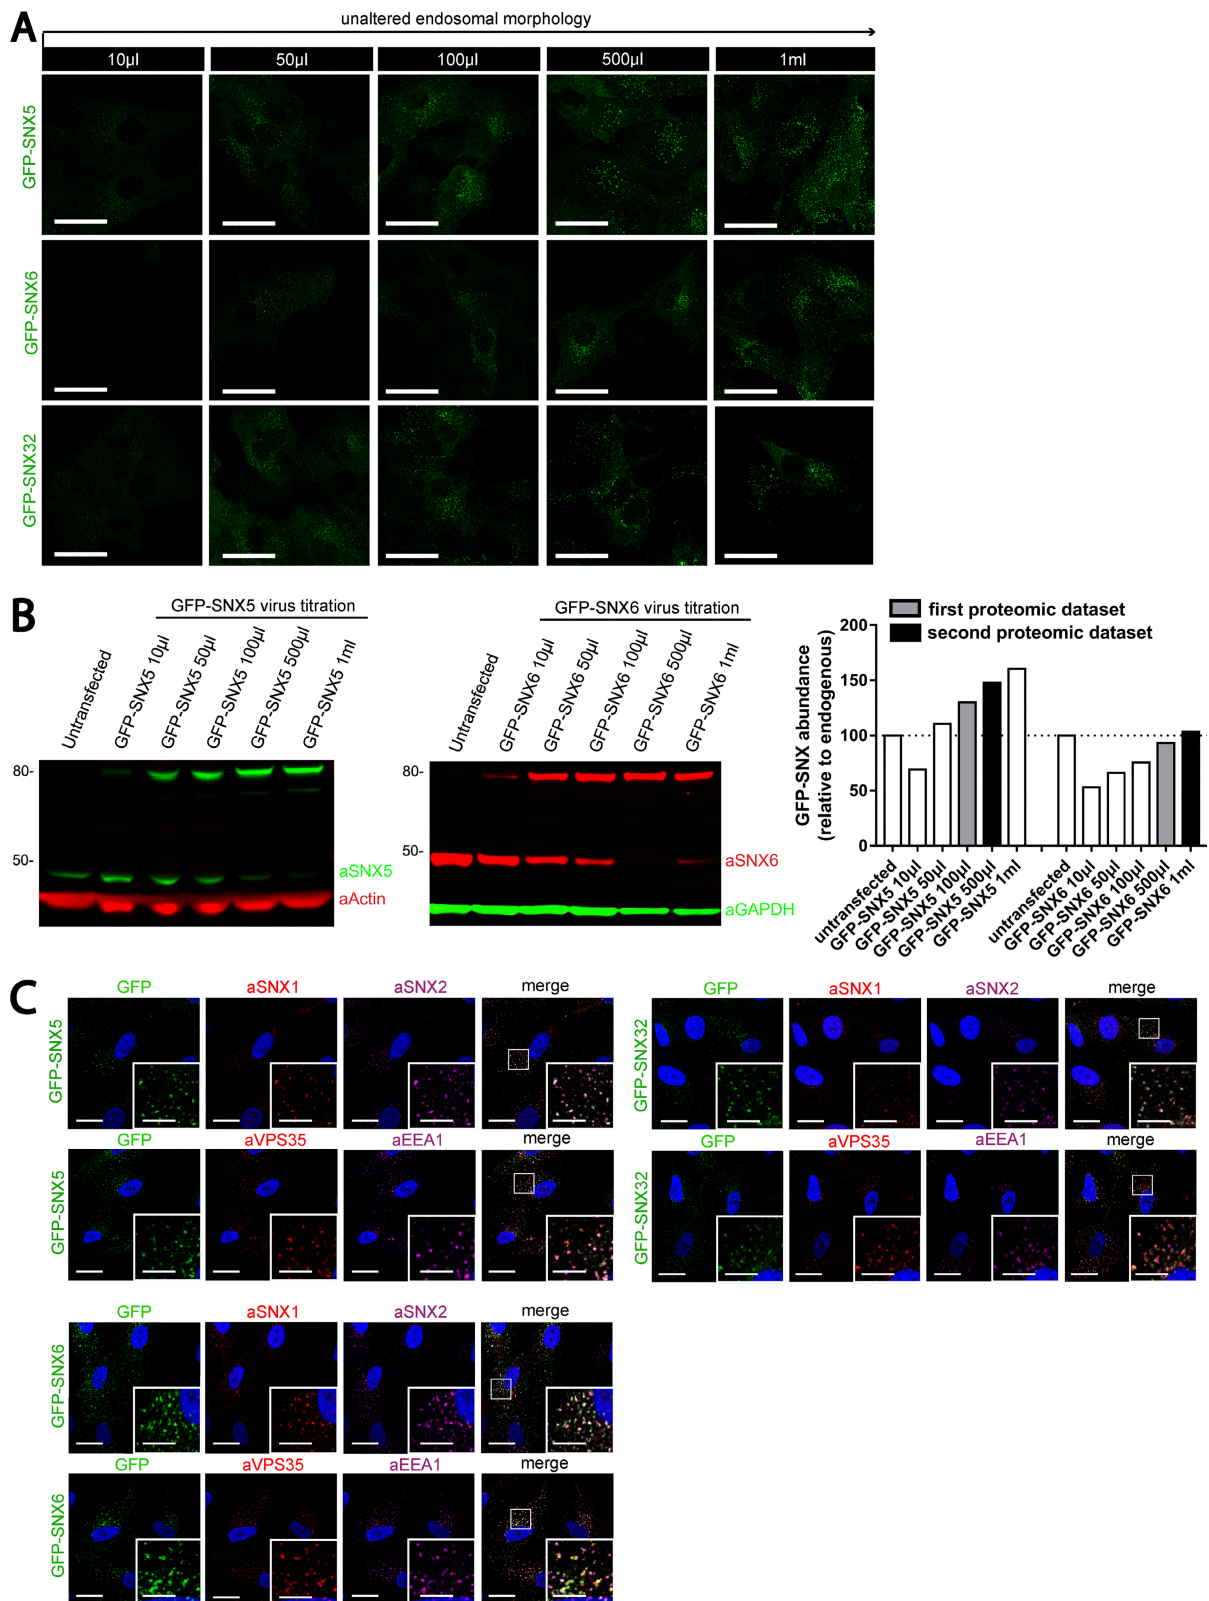 A
unaltered endosomal morphology
10µl 50µl 100µl 500µl 1ml
GFP-SNX5
GFP-SNX6
GFP-SNX32
B
GFP-SNX5 virus titration
Untransfected
GFP-SNX5 10µl
GFP-SNX5 50µl
GFP-SNX5 100µl
GFP-SNX5 500µl
GFP-SNX5 1ml
80-
50-
aSNX5
aActin
GFP-SNX6 virus titration
Untransfected
GFP-SNX6 10µl
GFP-SNX6 50µl
GFP-SNX6 100µl
GFP-SNX6 500µl
GFP-SNX6 1ml
80-
50-
aSNX6
aGAPDH
first proteomic dataset
second proteomic dataset
GFP-SNX abundance
(relative to endogenous)
200
150
100
50
0
untransfected
GFP-SNX5 10µl
GFP-SNX5 50µl
GFP-SNX5 100µl
GFP-SNX5 500µl
GFP-SNX5 1ml
untransfected
GFP-SNX6 10µl
GFP-SNX6 50µl
GFP-SNX6 100µl
GFP-SNX6 500µl
GFP-SNX6 1ml
C
GFP aSNX1 aSNX2 merge
GFP-SNX5
GFP aVPS35 aEEA1 merge
GFP-SNX5
GFP aSNX1 aSNX2 merge
GFP-SNX32
GFP aVPS35 aEEA1 merge
GFP-SNX32
GFP aSNX1 aSNX2 merge
GFP-SNX6
GFP aVPS35 aEEA1 merge
GFP-SNX6